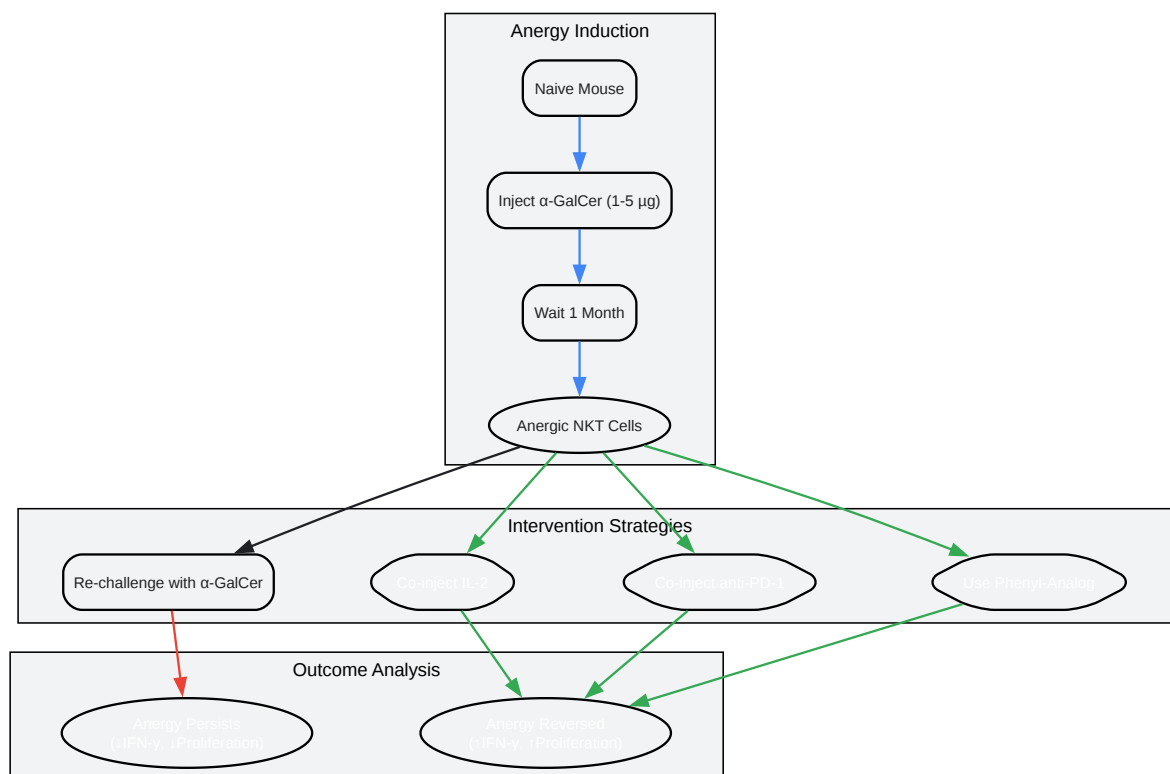 Anergy Induction
Naive Mouse
Inject α-GalCer (1-5 µg)
Wait 1 Month
Anergic NKT Cells
Intervention Strategies
Re-challenge with α-GalCer
Co-inject IL-2
Co-inject anti-PD-1
Use Phenyl-Analog
Outcome Analysis
Anergy Persists
(↓IFN-γ, ↓Proliferation)
Anergy Reversed
(↑IFN-γ, ↑Proliferation)